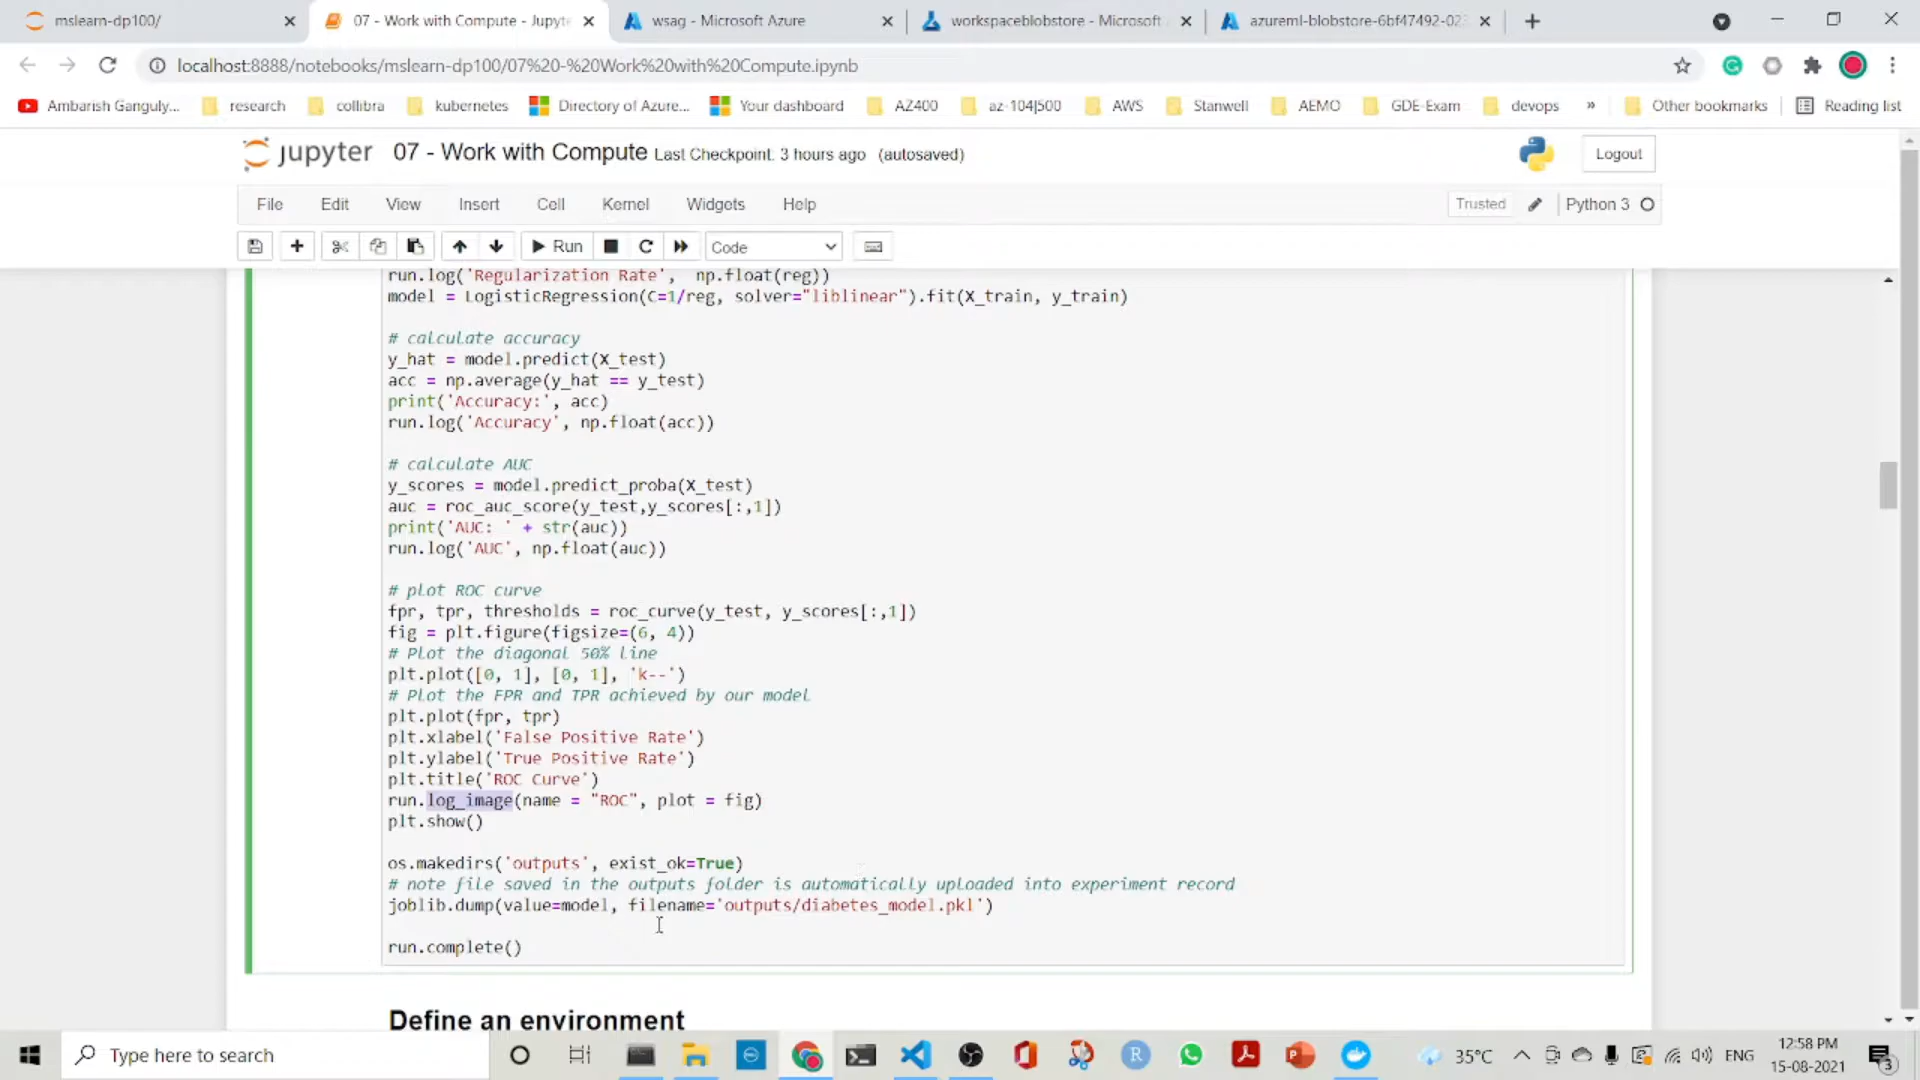 mslearn-dp100/
07 - Work with Compute - Jupyte
wsag - Microsoft Azure
workspaceblobstore - Microsoft
azureml-blobstore-6bf47492-023
localhost:8888/notebooks/mslearn-dp100/07%20-%20Work%20with%20Compute.ipynb
Ambarish Ganguly...
research
collibra
kubernetes
Directory of Azure...
Your dashboard
AZ400
az-104|500
AWS
Stanwell
AEMO
GDE-Exam
devops
»
Other bookmarks
Reading list
jupyter 07 - Work with Compute Last Checkpoint: 3 hours ago (autosaved)
Logout
File Edit View Insert Cell Kernel Widgets Help
Trusted
Python 3
Run
Code
run.log('Regularization Rate',  np.float(reg))
model = LogisticRegression(C=1/reg, solver="liblinear").fit(X_train, y_train)
# calculate accuracy
y_hat = model.predict(X_test)
acc = np.average(y_hat == y_test)
print('Accuracy:', acc)
run.log('Accuracy', np.float(acc))
# calculate AUC
y_scores = model.predict_proba(X_test)
auc = roc_auc_score(y_test,y_scores[:,1])
print('AUC: ' + str(auc))
run.log('AUC', np.float(auc))
# plot ROC curve
fpr, tpr, thresholds = roc_curve(y_test, y_scores[:,1])
fig = plt.figure(figsize=(6, 4))
# Plot the diagonal 50% line
plt.plot([0, 1], [0, 1], 'k--')
# Plot the FPR and TPR achieved by our model
plt.plot(fpr, tpr)
plt.xlabel('False Positive Rate')
plt.ylabel('True Positive Rate')
plt.title('ROC Curve')
run.log_image(name = "ROC", plot = fig)
plt.show()
os.makedirs('outputs', exist_ok=True)
# note file saved in the outputs folder is automatically uploaded into experiment record
joblib.dump(value=model, filename='outputs/diabetes_model.pkl')
run.complete()
Define an environment
Type here to search
35°C
ENG
12:58 PM
15-08-2021
3